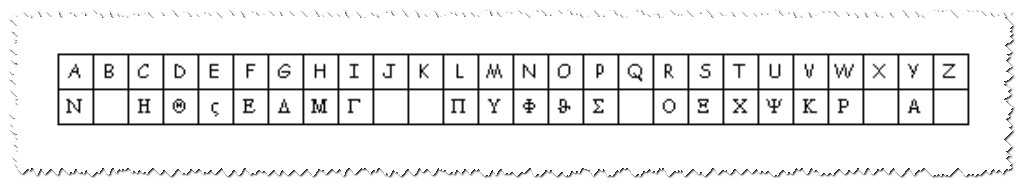 A B C D E F G H I J K L M N O P Q R S T U V W X Y Z
Ν Η Θ ς Ε Δ Μ Γ Π Υ Φ ϑ Σ Ο Ξ Χ Ψ Κ Ρ Α